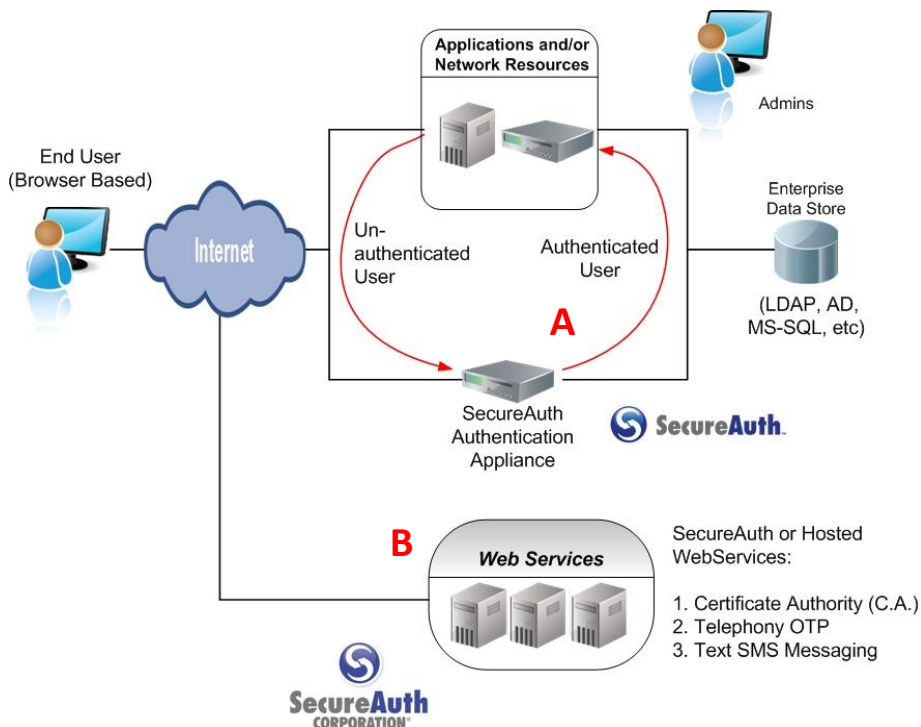 Applications and/or
Network Resources
Admins
End User
(Browser Based)
Internet
Un-
authenticated
User
Authenticated
User
Enterprise
Data Store
(LDAP, AD,
MS-SQL, etc)
A
SecureAuth
Authentication
Appliance
SecureAuth™
B
Web Services
SecureAuth or Hosted
WebServices:
1. Certificate Authority (C.A.)
2. Telephony OTP
3. Text SMS Messaging
SecureAuth
CORPORATION®